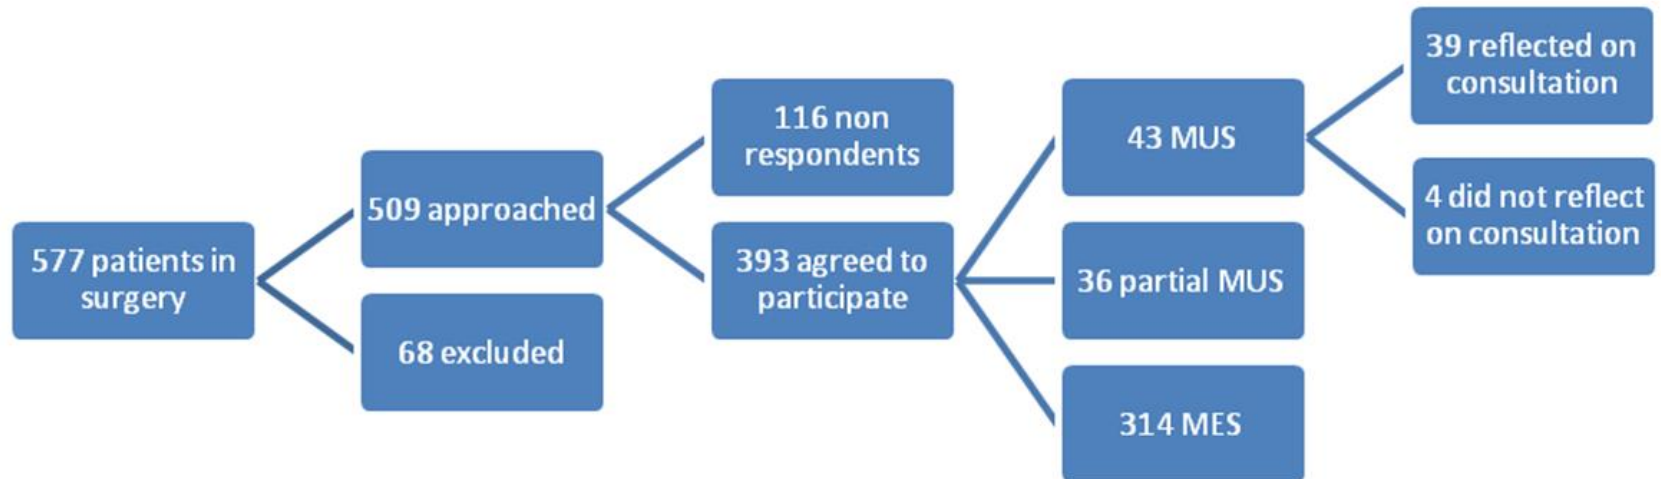 577 patients in
surgery
509 approached
68 excluded
116 non
respondents
393 agreed to
participate
43 MUS
36 partial MUS
314 MES
39 reflected on
consultation
4 did not reflect
on consultation